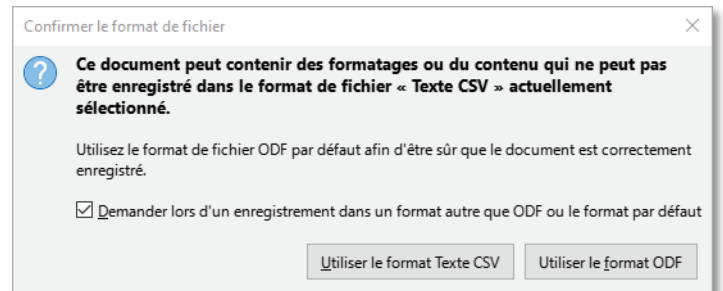 Confirmer le format de fichier
Ce document peut contenir des formatages ou du contenu qui ne peut pas
être enregistré dans le format de fichier « Texte CSV » actuellement
sélectionné.
Utilisez le format de fichier ODF par défaut afin d'être sûr que le document est correctement
enregistré.
Demander lors d'un enregistrement dans un format autre que ODF ou le format par défaut
Utiliser le format Texte CSV
Utiliser le format ODF